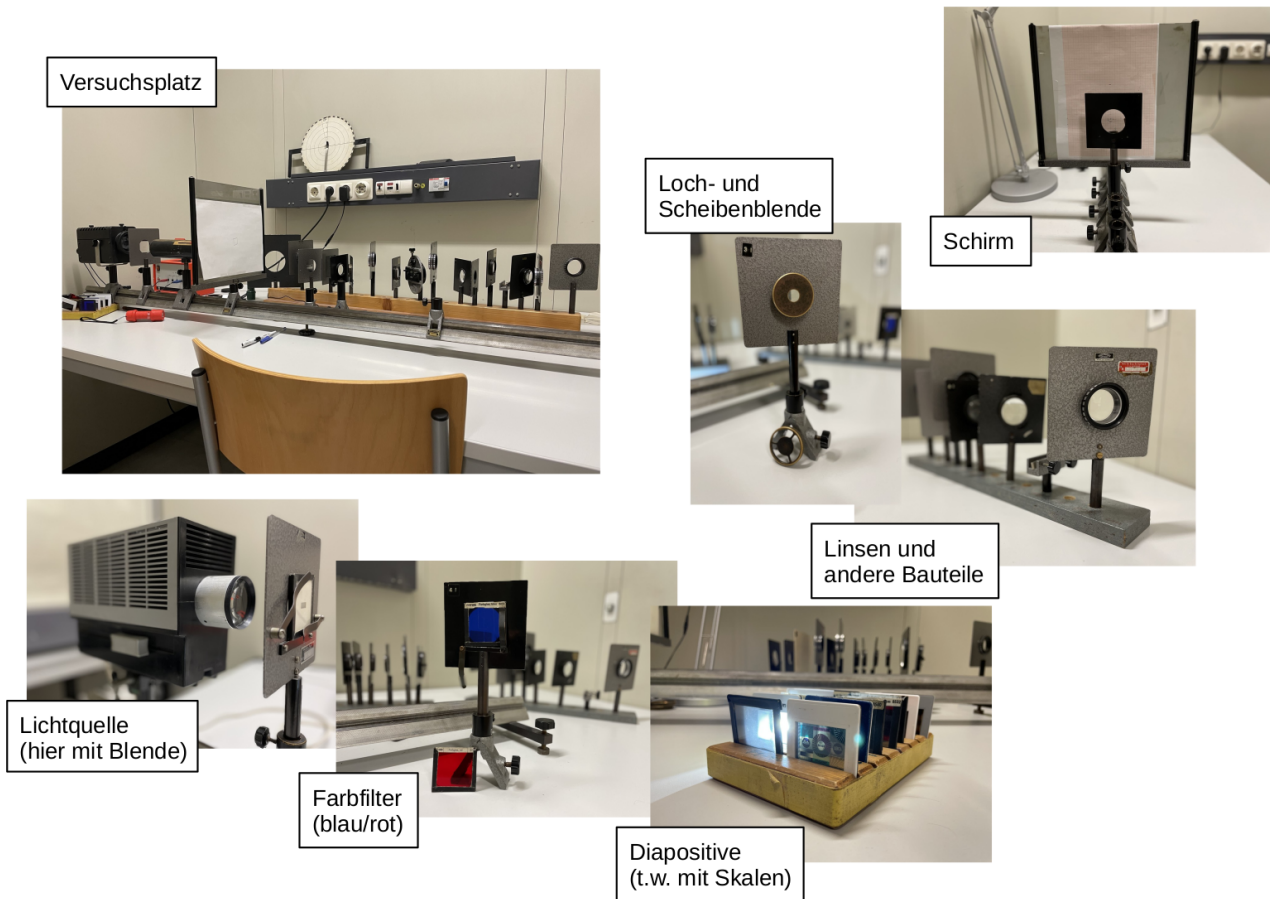 Versuchsplatz
Loch- und
Scheibenblende
Schirm
Linsen und
andere Bauteile
Lichtquelle
(hier mit Blende)
Farbfilter
(blau/rot)
Diapositive
(t.w. mit Skalen)